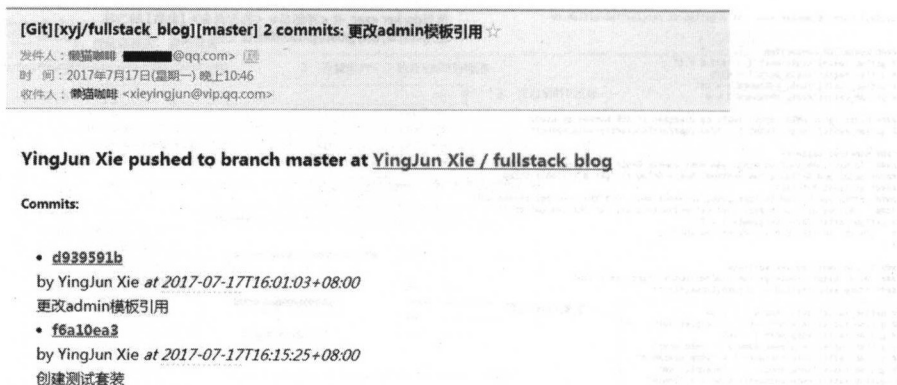 [Git][xyj/fullstack_blog][master] 2 commits: 更改admin模板引用☆
发件人:懒猫咖啡 @qq.com>
时 间:2017年7月17日(星期一) 晚上10:46
收件人:懒猫咖啡 <xieyingjun@vip.qq.com>
YingJun Xie pushed to branch master at YingJun Xie / fullstack blog
Commits:
• d939591b
by YingJun Xie at 2017-07-17T16:01:03+08:00
更改admin模板引用
• f6a10ea3
by YingJun Xie at 2017-07-17T16:15:25+08:00
创建测试套装